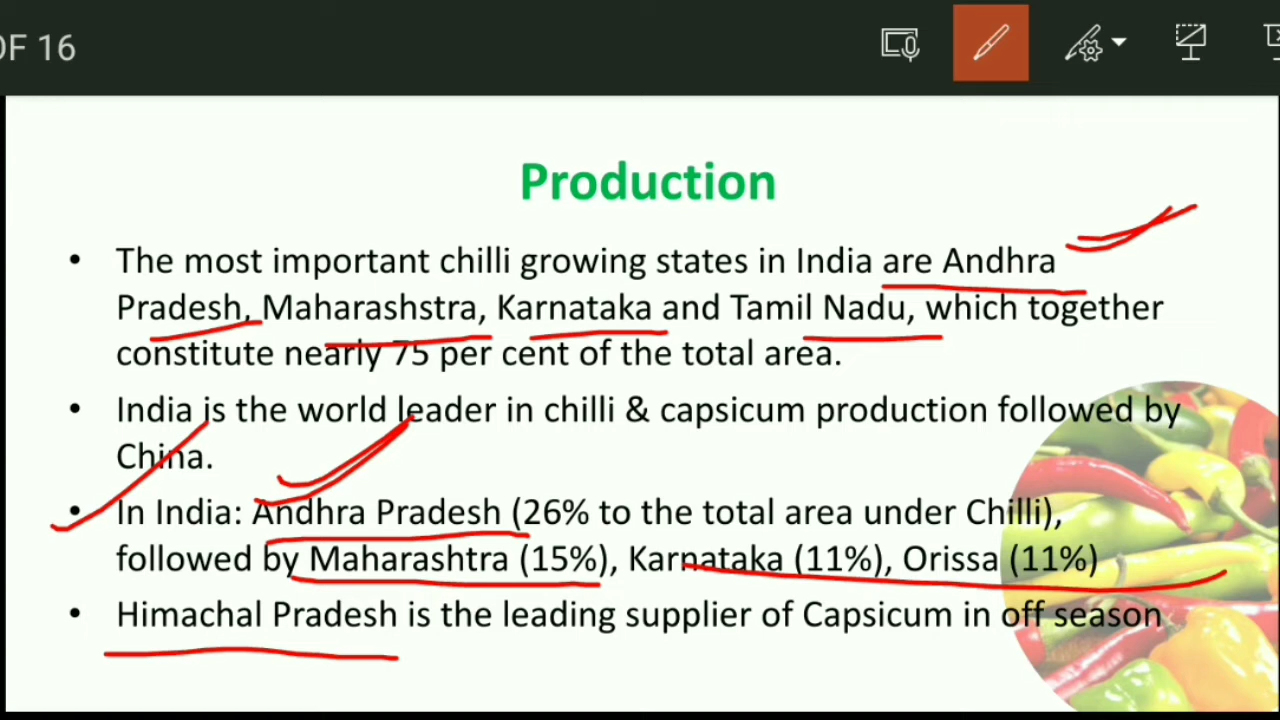 OF 16
Production
• The most important chilli growing states in India are Andhra
Pradesh, Maharashstra, Karnataka and Tamil Nadu, which together
constitute nearly 75 per cent of the total area.
• India is the world leader in chilli & capsicum production followed by
China.
• In India: Andhra Pradesh (26% to the total area under Chilli),
followed by Maharashtra (15%), Karnataka (11%), Orissa (11%)
• Himachal Pradesh is the leading supplier of Capsicum in off season